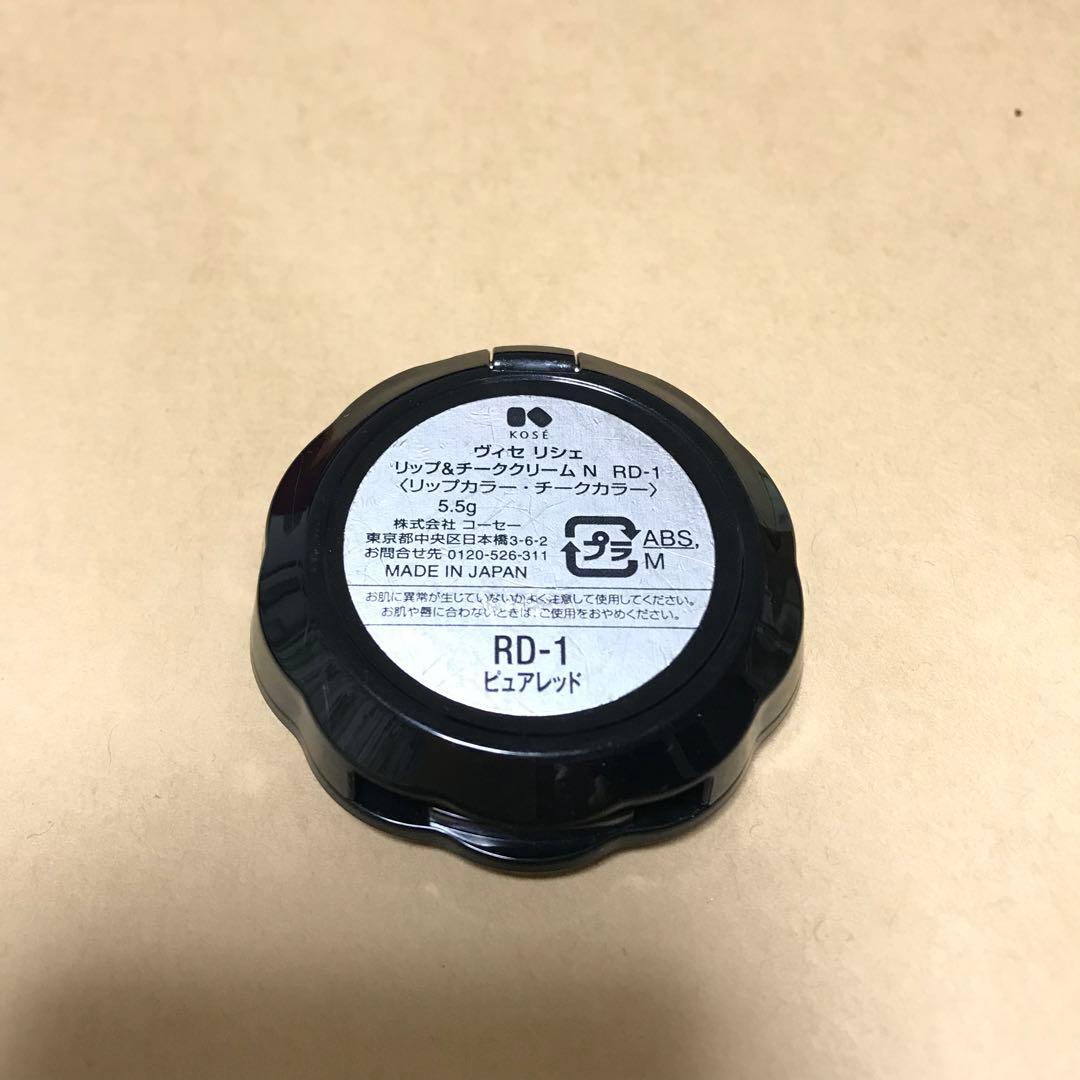 KOSÉ
ヴィセ リシェ
リップ&チーククリーム N RD-1
〈リップカラー・チークカラー〉
5.5g
株式会社 コーセー
東京都中央区日本橋3-6-2
お問合せ先 0120-526-311
MADE IN JAPAN
プラ
ABS,
M
お肌に異常が生じていないかよく注意して使用してください。
お肌や唇に合わないときは、ご使用をおやめください。
RD-1
ピュアレッド